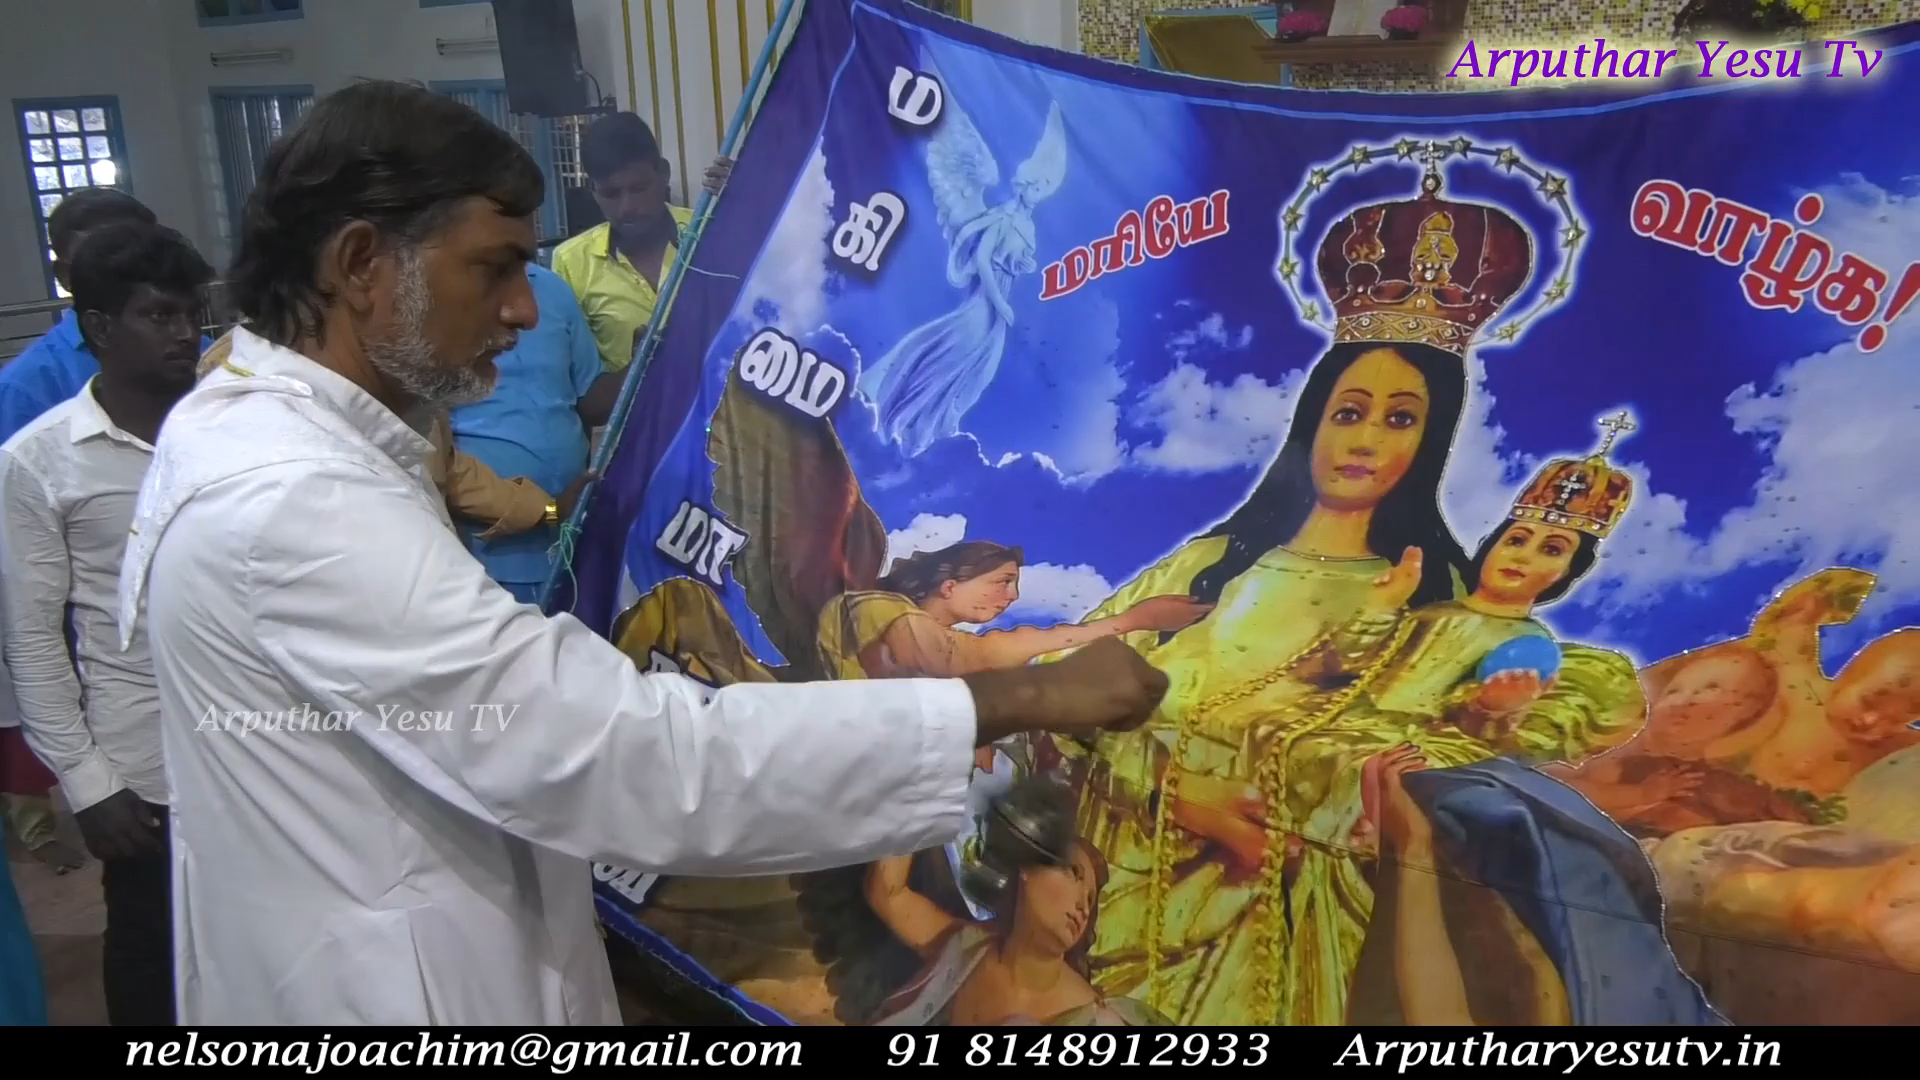 Arputhar Yesu Tv
ம
கி
மை
மா
மரியே
வாழ்க!
Arputhar Yesu TV
nelsonajoachim@gmail.com 91 8148912933 Arputharyesutv.in